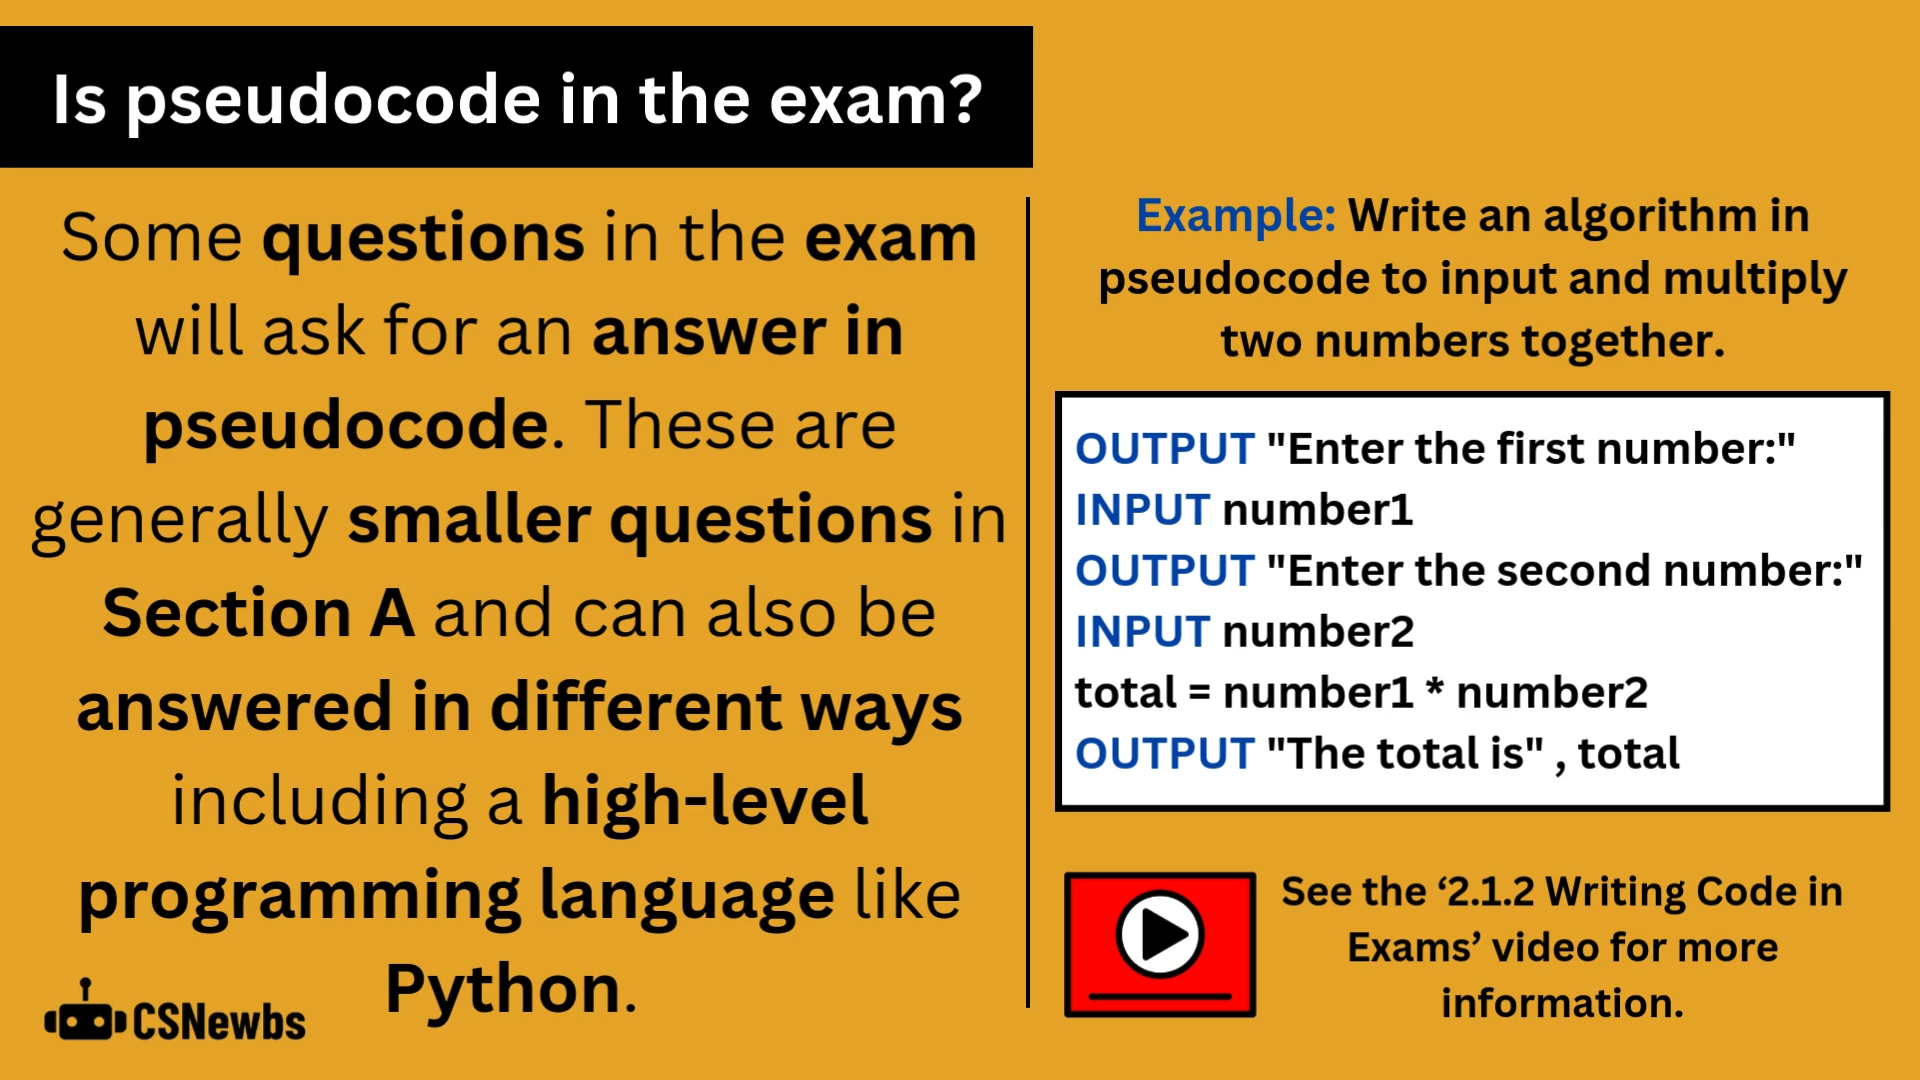 Is pseudocode in the exam?
Some questions in the exam
will ask for an answer in
pseudocode. These are
generally smaller questions in
Section A and can also be
answered in different ways
including a high-level
programming language like
Python.
CSNewbs
Example: Write an algorithm in
pseudocode to input and multiply
two numbers together.
OUTPUT "Enter the first number:"
INPUT number1
OUTPUT "Enter the second number:"
INPUT number2
total = number1 * number2
OUTPUT "The total is" , total
See the ‘2.1.2 Writing Code in
Exams’ video for more
information.